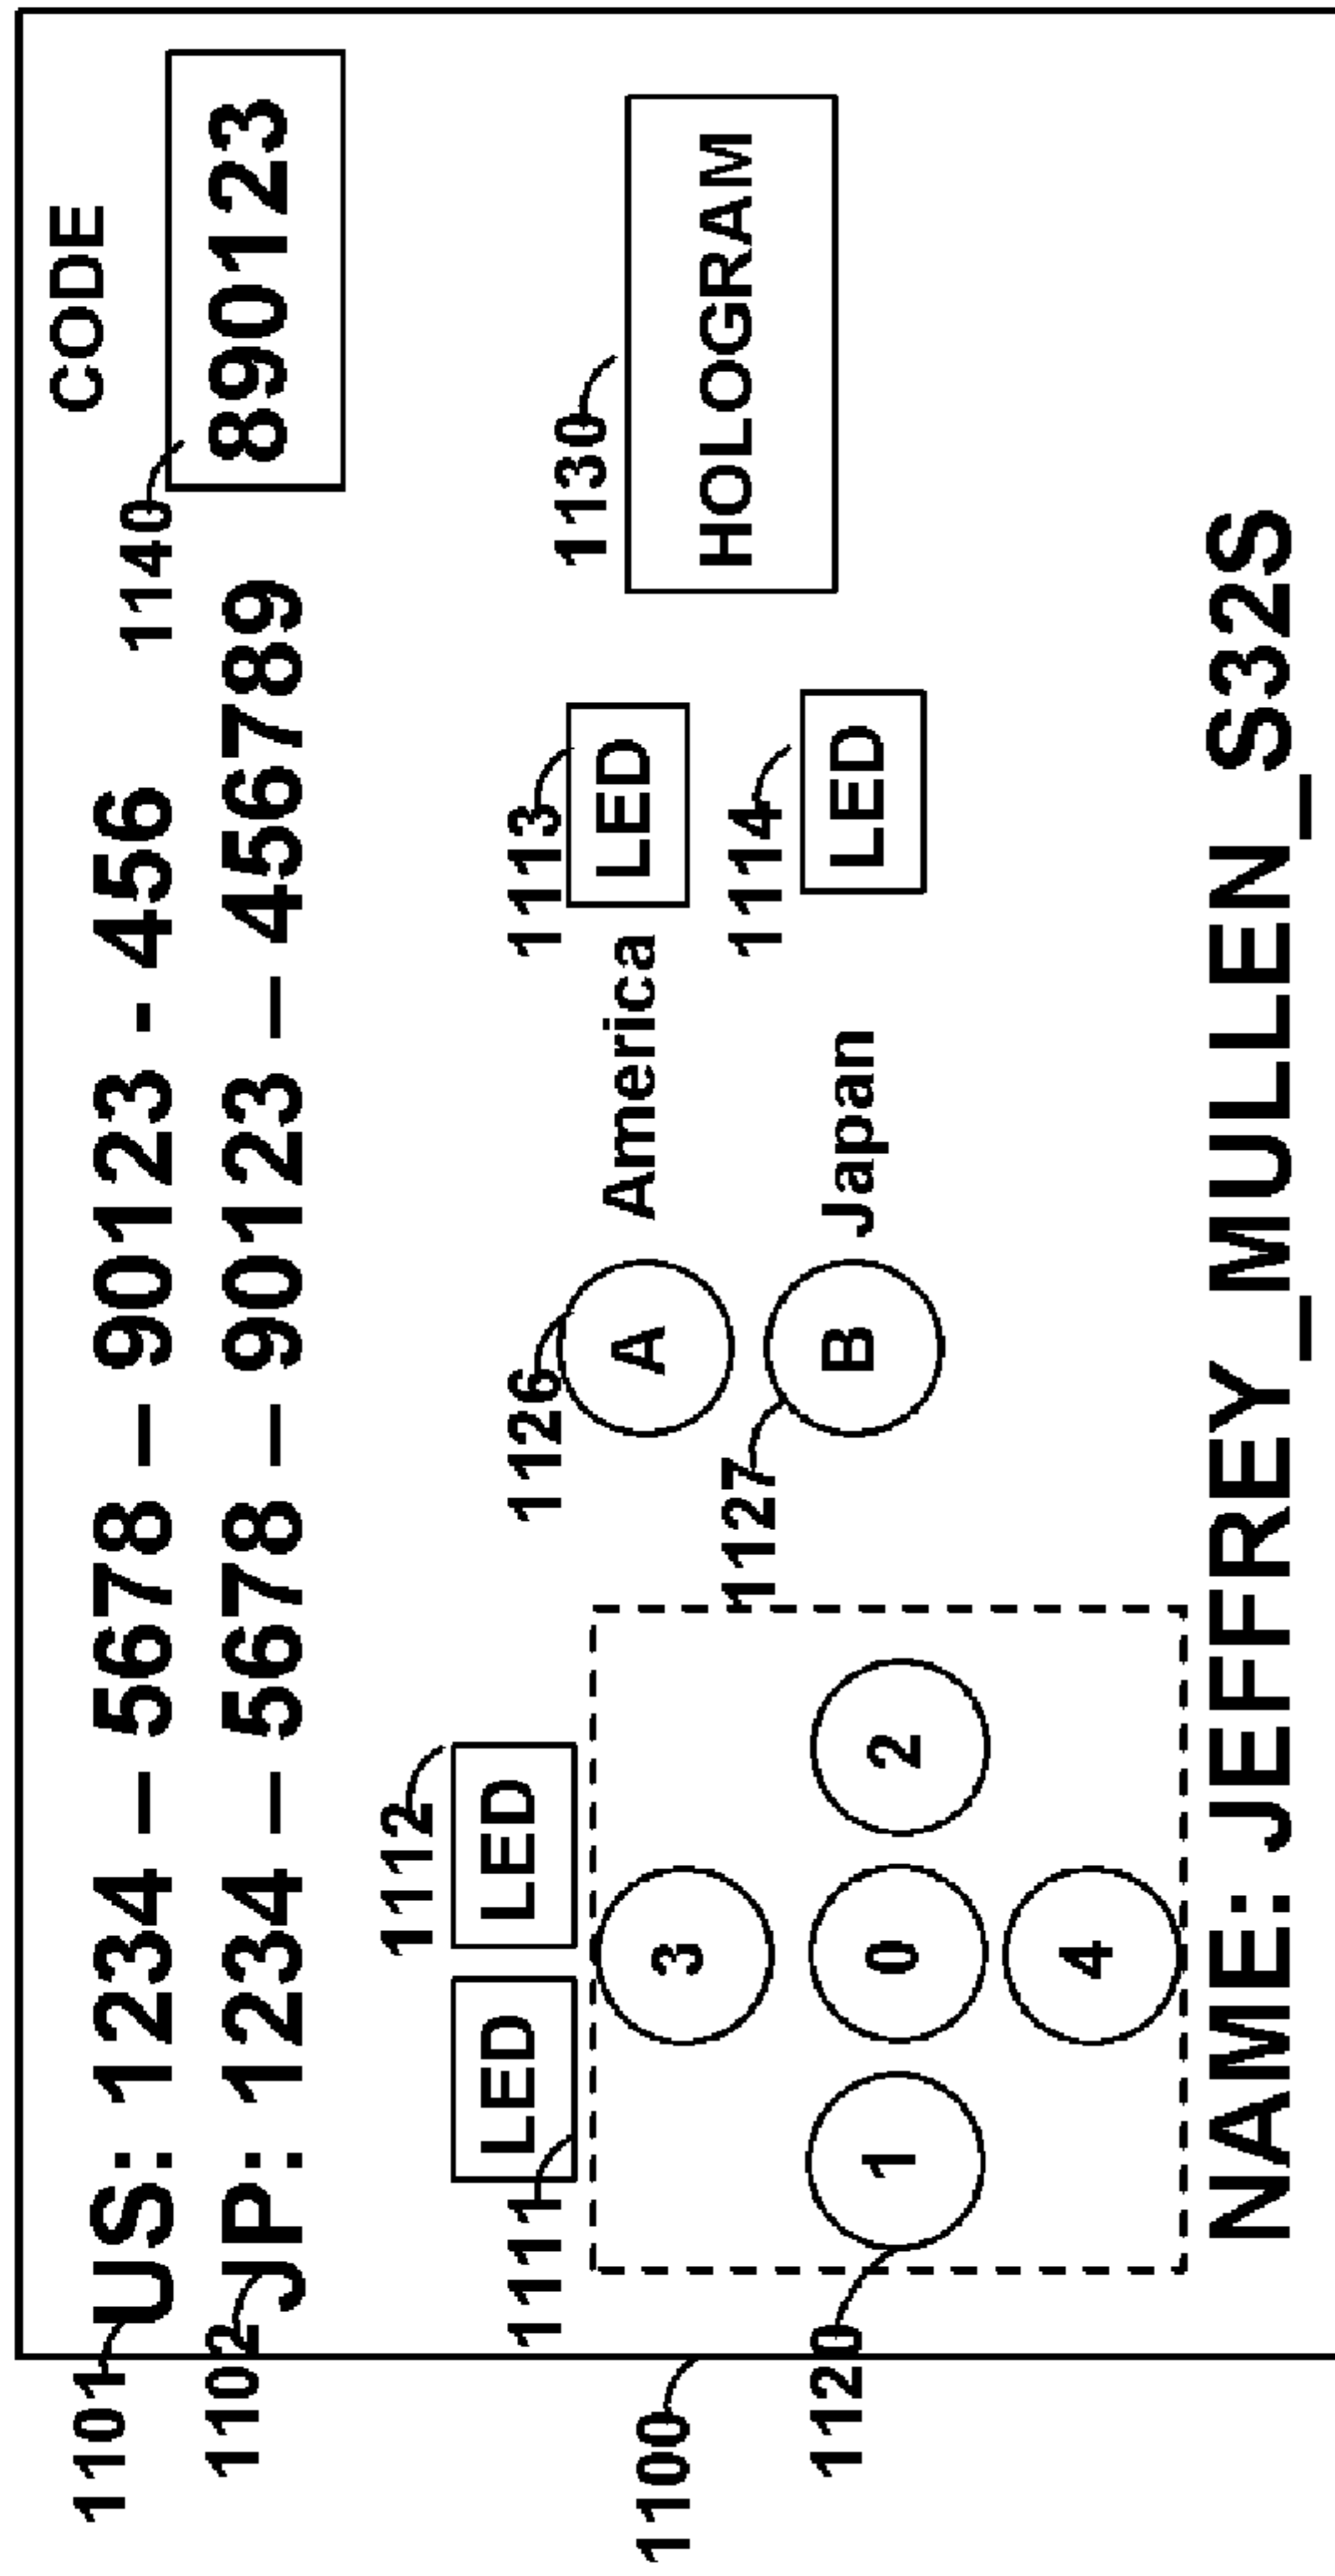 CODE
1101
US: 1234 – 5678 – 90123 - 456
1140
890123
1102
JP: 1234 – 5678 – 90123 – 456789
1112
1111
LED
LED
1126
A
America
1113
LED
1130
HOLOGRAM
1100
3
1127
B
Japan
1114
LED
1120
1
0
2
4
NAME: JEFFREY_MULLEN_S32S